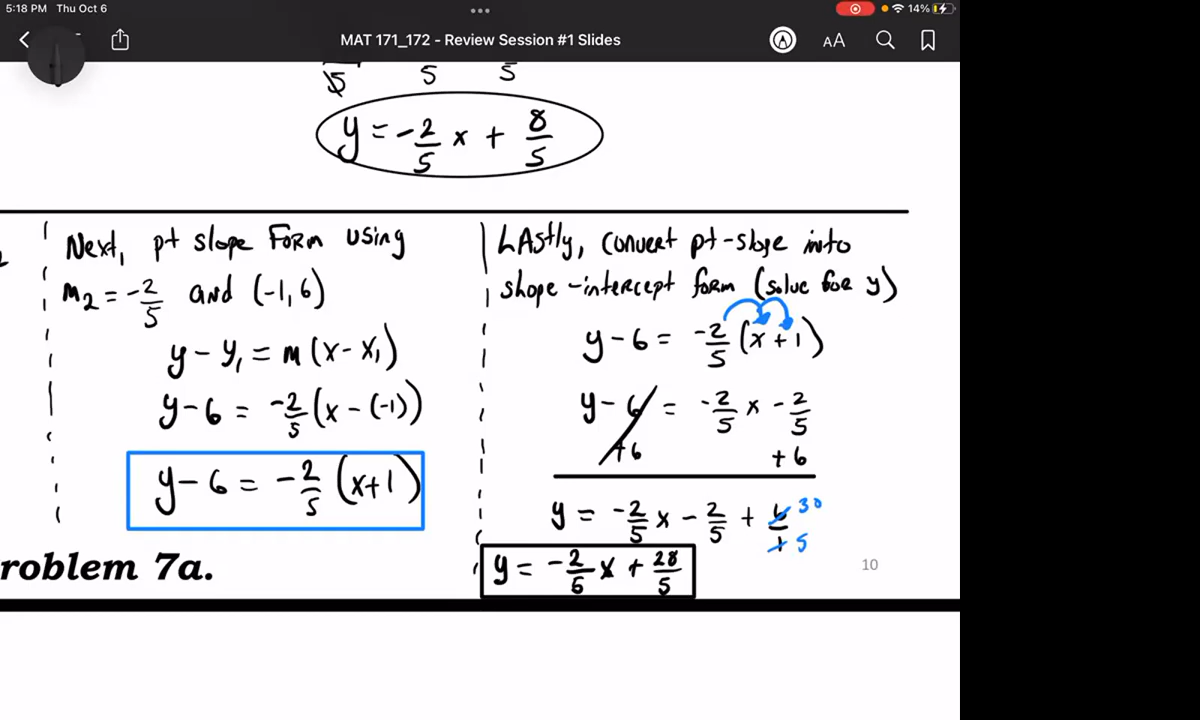 5:18 PM Thu Oct 6
14%
MAT 171_172 - Review Session #1 Slides
AA
5 5 5
y = -2/5 x + 8/5
2
Next, pt slope Form using
m₂ = -2/5 and (-1, 6)
y - y₁ = m (x - x₁)
y - 6 = -2/5 (x - (-1))
y - 6 = -2/5 (x+1)
LAstly, convert pt-slope into
slope-intercept form (solve for y)
y - 6 = -2/5 (x + 1)
y - 6 = -2/5 x - 2/5
+6 +6
y = -2/5 x - 2/5 + 6/1 30/5
y = -2/5 x + 28/5
roblem 7a.
10